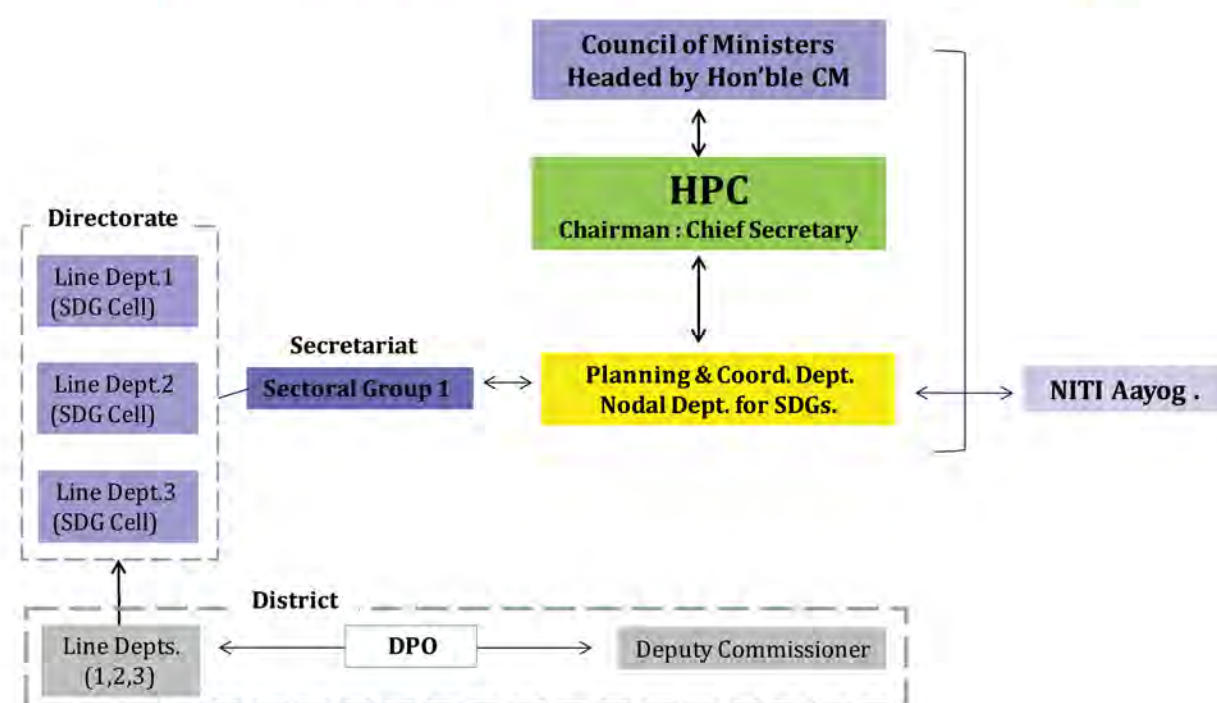 Council of Ministers
Headed by Hon'ble CM
HPC
Chairman : Chief Secretary
Directorate
Line Dept.1
(SDG Cell)
Line Dept.2
(SDG Cell)
Line Dept.3
(SDG Cell)
Secretariat
Sectoral Group 1
Planning & Coord. Dept.
Nodal Dept. for SDGs.
NITI Aayog .
District
Line Depts.
(1,2,3)
DPO
Deputy Commissioner